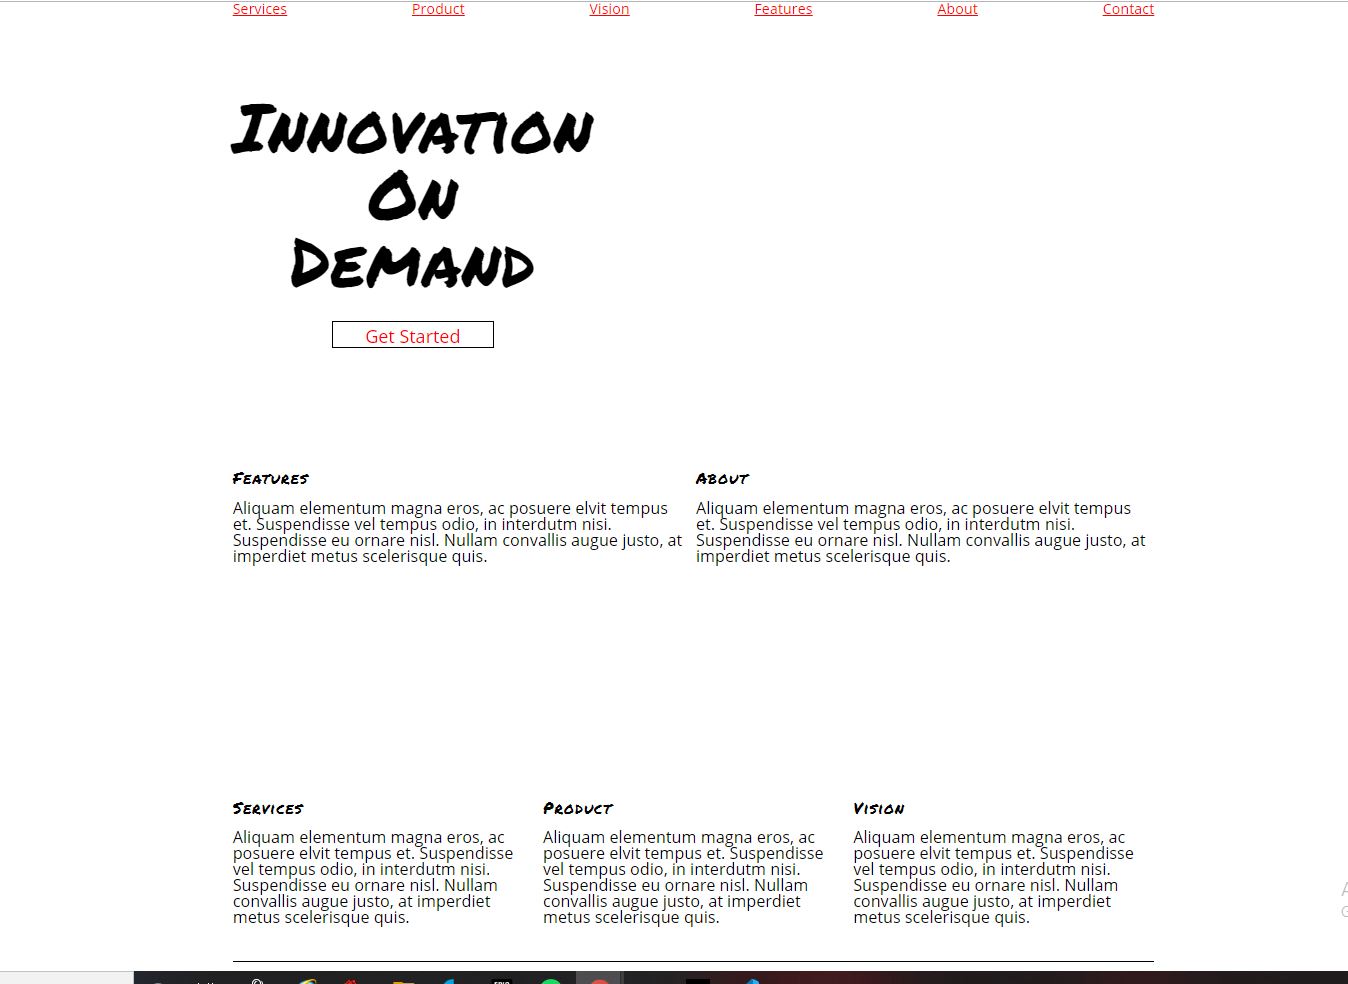 Services Product Vision Features About Contact
Innovation
On
Demand
Get Started
Features
Aliquam elementum magna eros, ac posuere elvit tempus
et. Suspendisse vel tempus odio, in interdutm nisi.
Suspendisse eu ornare nisl. Nullam convallis augue justo, at
imperdiet metus scelerisque quis.
About
Aliquam elementum magna eros, ac posuere elvit tempus
et. Suspendisse vel tempus odio, in interdutm nisi.
Suspendisse eu ornare nisl. Nullam convallis augue justo, at
imperdiet metus scelerisque quis.
Services
Aliquam elementum magna eros, ac
posuere elvit tempus et. Suspendisse
vel tempus odio, in interdutm nisi.
Suspendisse eu ornare nisl. Nullam
convallis augue justo, at imperdiet
metus scelerisque quis.
Product
Aliquam elementum magna eros, ac
posuere elvit tempus et. Suspendisse
vel tempus odio, in interdutm nisi.
Suspendisse eu ornare nisl. Nullam
convallis augue justo, at imperdiet
metus scelerisque quis.
Vision
Aliquam elementum magna eros, ac
posuere elvit tempus et. Suspendisse
vel tempus odio, in interdutm nisi.
Suspendisse eu ornare nisl. Nullam
convallis augue justo, at imperdiet
metus scelerisque quis.